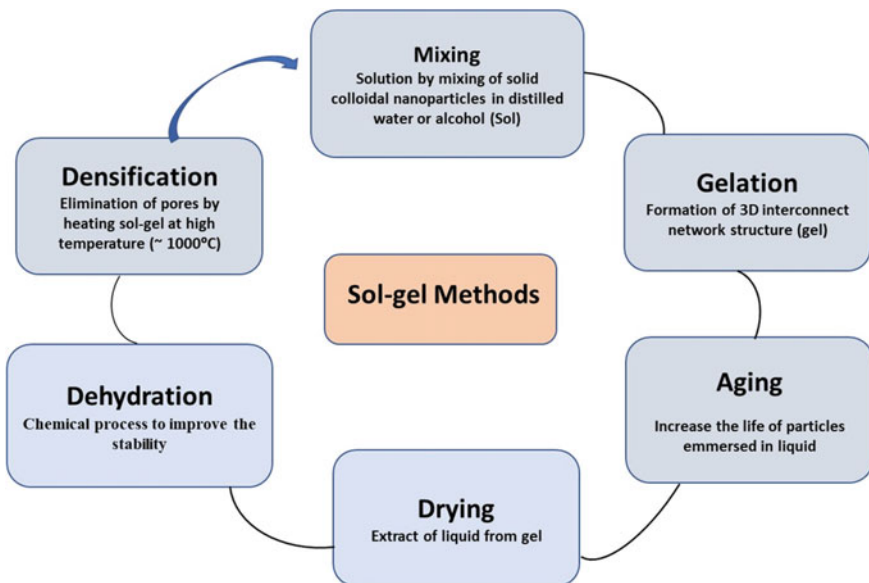 Mixing
Solution by mixing of solid
colloidal nanoparticles in distilled
water or alcohol (Sol)
Gelation
Formation of 3D interconnect
network structure (gel)
Aging
Increase the life of particles
emmersed in liquid
Drying
Extract of liquid from gel
Dehydration
Chemical process to improve the
stability
Densification
Elimination of pores by
heating sol-gel at high
temperature (~ 1000°C)
Sol-gel Methods